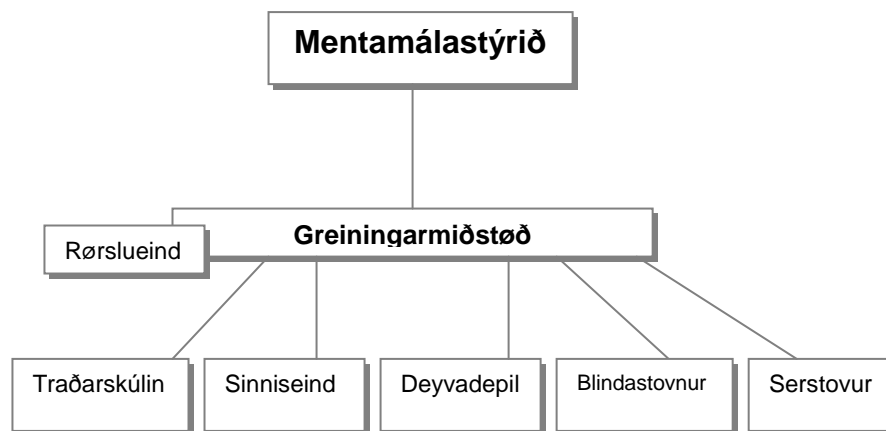 Mentamálastýrið
Greiningarmiðstøð
Rørslueind
Traðarskúlin
Sinniseind
Deyvadepil
Blindastovnur
Serstovur